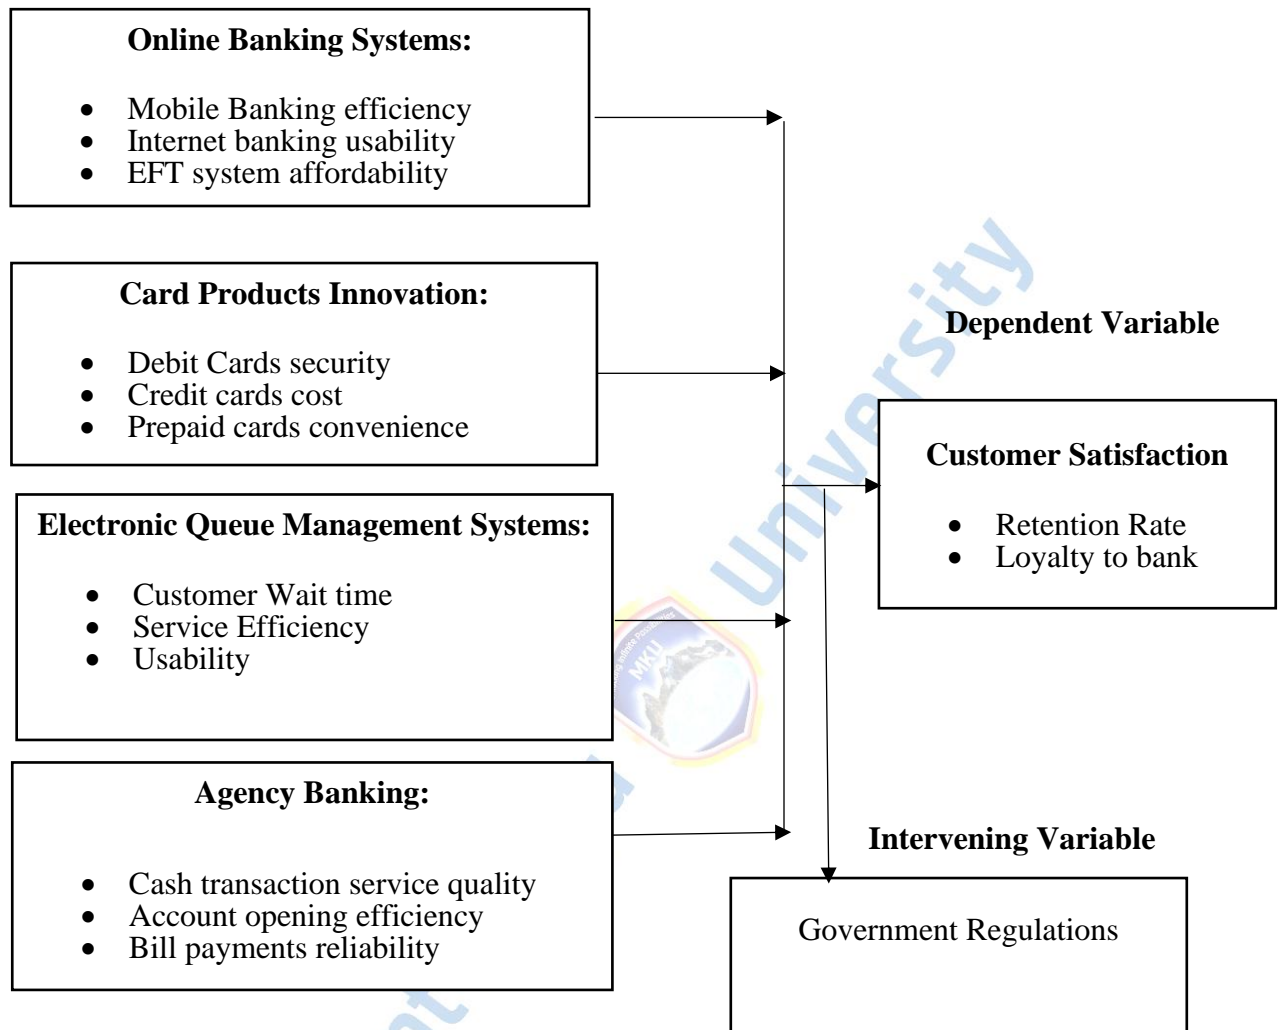 Online Banking Systems:
• Mobile Banking efficiency
• Internet banking usability
• EFT system affordability
Card Products Innovation:
• Debit Cards security
• Credit cards cost
• Prepaid cards convenience
Electronic Queue Management Systems:
• Customer Wait time
• Service Efficiency
• Usability
Agency Banking:
• Cash transaction service quality
• Account opening efficiency
• Bill payments reliability
Dependent Variable
Customer Satisfaction
• Retention Rate
• Loyalty to bank
Intervening Variable
Government Regulations
University
MKU